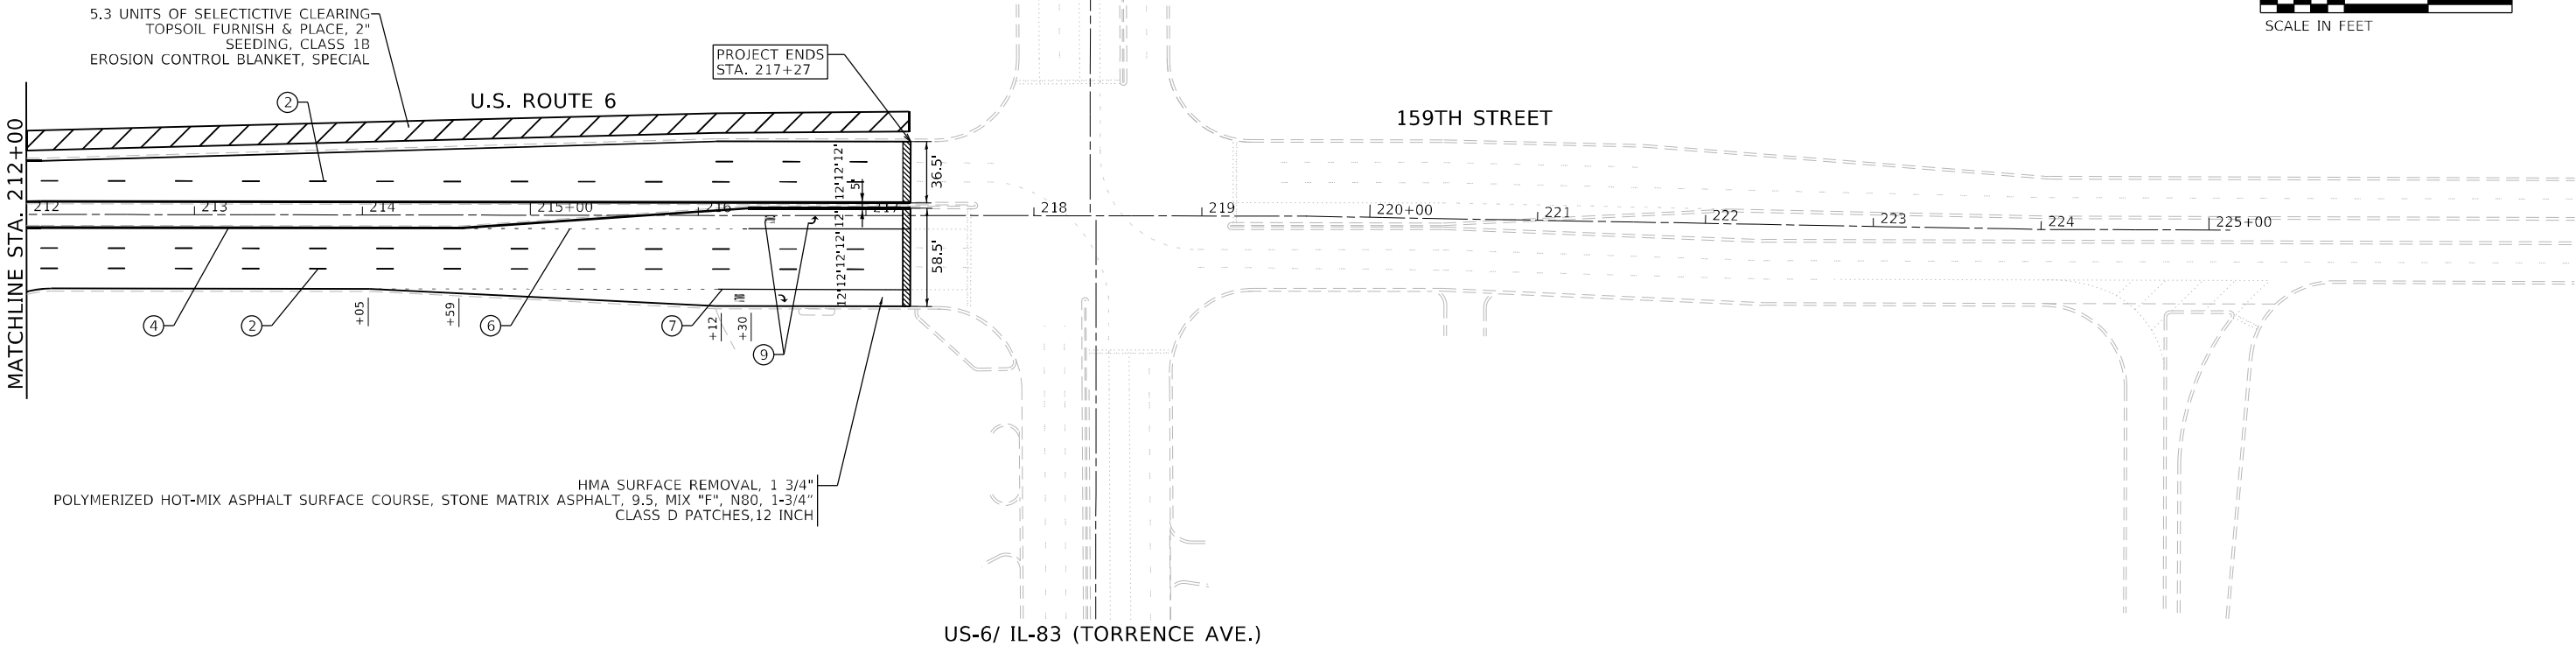 5.3 UNITS OF SELECTICTIVE CLEARING
TOPSOIL FURNISH & PLACE, 2"
SEEDING, CLASS 1B
EROSION CONTROL BLANKET, SPECIAL
SCALE IN FEET
PROJECT ENDS
STA. 217+27
2
U.S. ROUTE 6
159TH STREET
MATCHLINE STA. 212+00
12'12'12'
5'
36.5'
212
213
214
215+00
216
217
218
219
220+00
221
222
223
224
225+00
12'12'12'12'12'
58.5'
+05
+59
+12
+30
4
2
6
7
9
HMA SURFACE REMOVAL, 1 3/4"
POLYMERIZED HOT-MIX ASPHALT SURFACE COURSE, STONE MATRIX ASPHALT, 9.5, MIX "F", N80, 1-3/4"
CLASS D PATCHES,12 INCH
US-6/ IL-83 (TORRENCE AVE.)